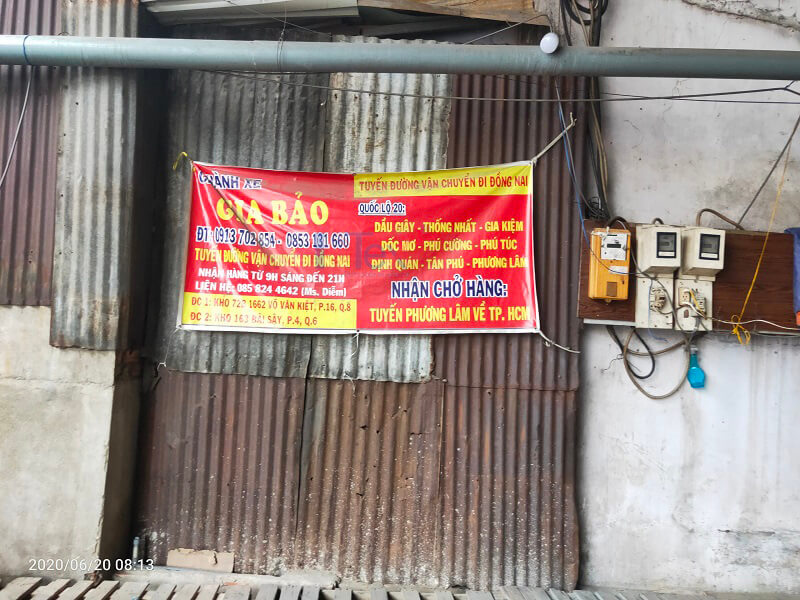 CHÀNH XE
GIA BẢO
ĐT: 0913 702 854 - 0853 131 660
TUYẾN ĐƯỜNG VẬN CHUYỂN ĐI ĐỒNG NAI
NHẬN HÀNG TỪ 9H SÁNG ĐẾN 21H
LIÊN HỆ: 085 824 4642 (Ms. Diễm)
ĐC 1: KHO 729 1662 VÕ VĂN KIỆT, P.16, Q.8
ĐC 2: KHO 163 BÃI SẬY, P.4, Q.6
TUYẾN ĐƯỜNG VẬN CHUYỂN ĐI ĐỒNG NAI
QUỐC LỘ 20:
DẦU GIÂY - THỐNG NHẤT - GIA KIỆM
ĐỐC MƠ - PHÚ CƯỜNG - PHÚ TÚC
ĐỊNH QUÁN - TÂN PHÚ - PHƯƠNG LÂM
NHẬN CHỞ HÀNG:
TUYẾN PHƯƠNG LÂM VỀ TP. HCM
2020/06/20 08:13